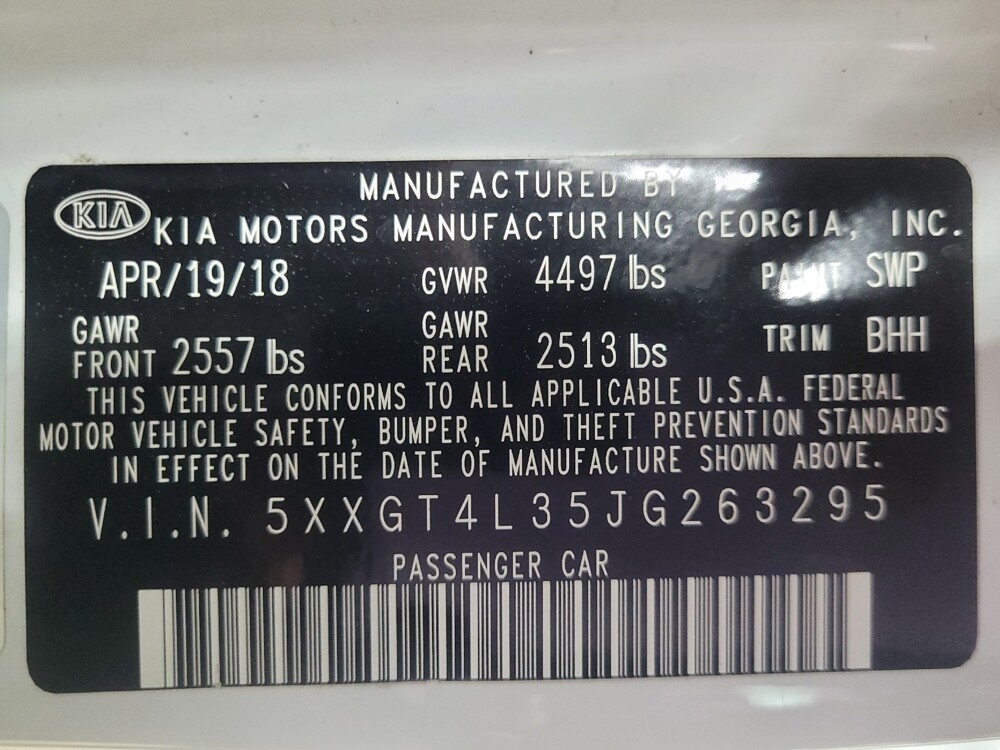 MANUFACTURED BY
KIA KIA MOTORS MANUFACTURING GEORGIA, INC.
APR/19/18 GVWR 4497 lbs PAINT SWP
GAWR FRONT 2557 lbs GAWR REAR 2513 lbs TRIM BHH
THIS VEHICLE CONFORMS TO ALL APPLICABLE U.S.A. FEDERAL
MOTOR VEHICLE SAFETY, BUMPER, AND THEFT PREVENTION STANDARDS
IN EFFECT ON THE DATE OF MANUFACTURE SHOWN ABOVE.
V.I.N. 5XXGT4L35JG263295
PASSENGER CAR